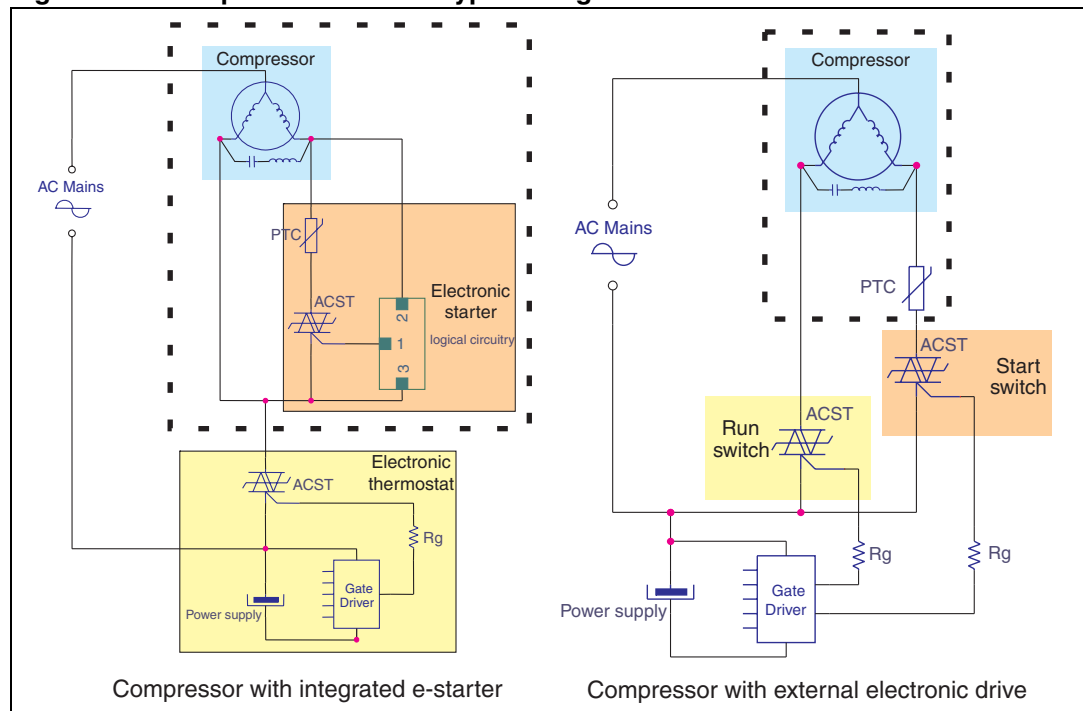 Compressor
AC Mains
PTC
ACST
Electronic
starter
logical circuitry
2
1
3
Electronic
thermostat
ACST
Rg
Gate
Driver
Power supply
Compressor with integrated e-starter
Compressor
AC Mains
PTC
ACST
Start
switch
ACST
Run
switch
Rg
Rg
Gate
Driver
Power supply
Compressor with external electronic drive